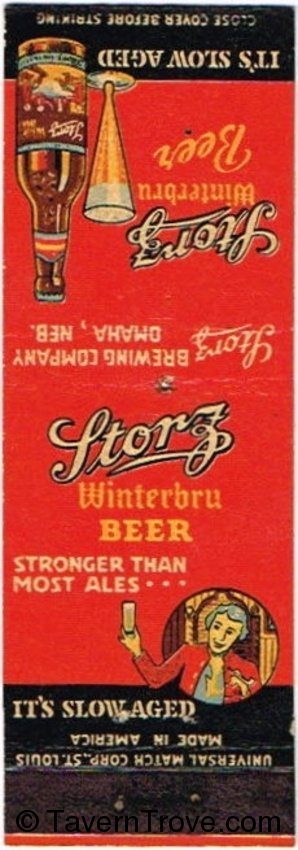 CLOSE COVER BEFORE STRIKING
IT'S SLOW AGED
Beer
Winterbru
Storz
Storz BREWING COMPANY
OMAHA, NEB.
Storz
Winterbru
BEER
STRONGER THAN
MOST ALES...
IT'S SLOW AGED
MADE IN AMERICA
UNIVERSAL MATCH CORP., ST. LOUIS
© TavernTrove.com